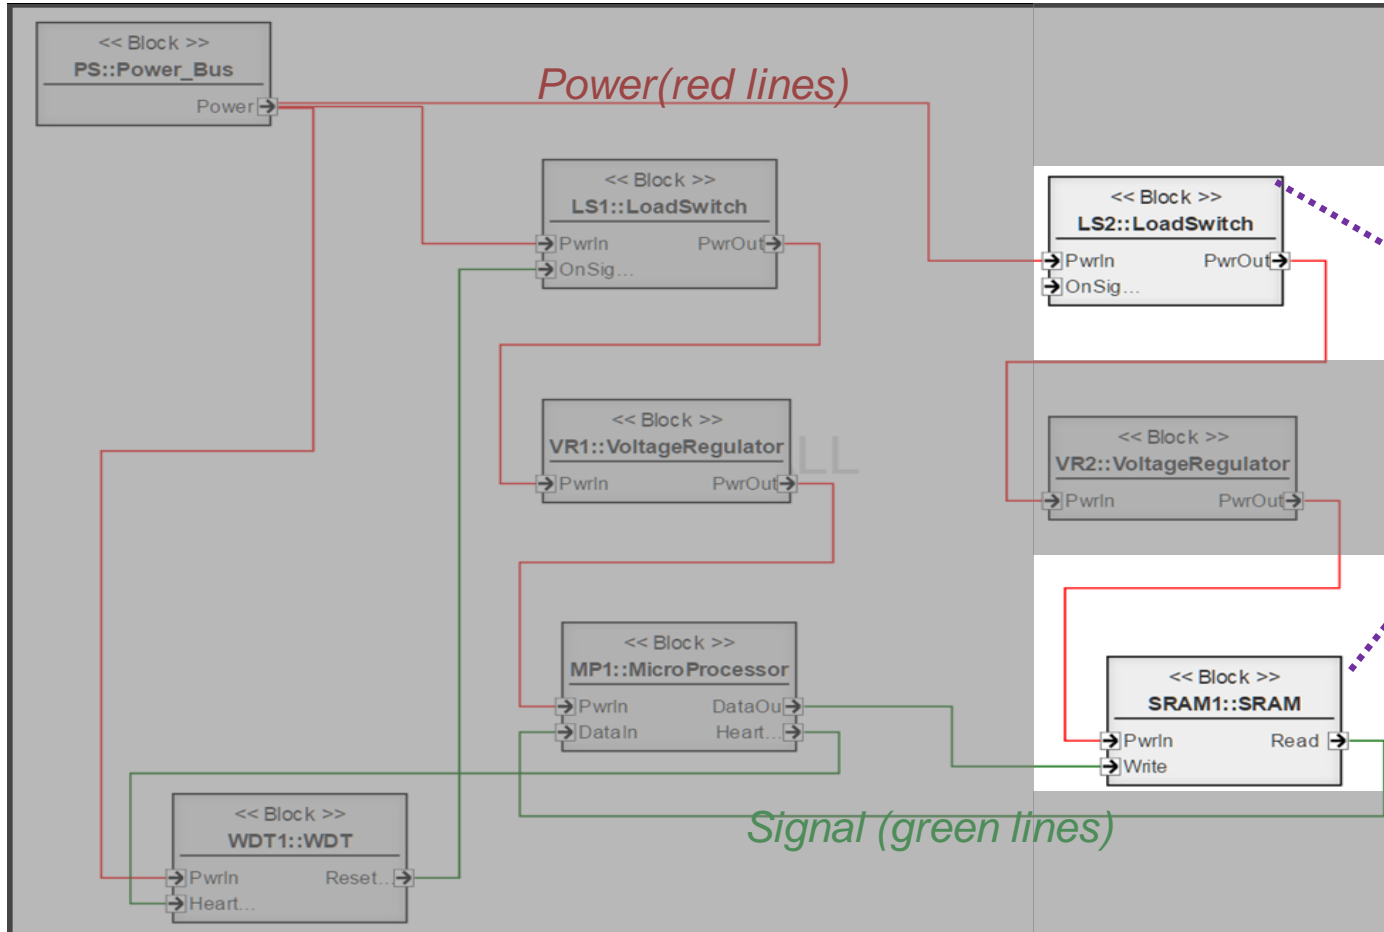 << Block >>
PS::Power_Bus
Power
Power(red lines)
<< Block >>
LS1::LoadSwitch
PwrIn PwrOut
OnSig...
<< Block >>
LS2::LoadSwitch
PwrIn PwrOut
OnSig...
<< Block >>
VR1::VoltageRegulator
PwrIn PwrOut
LL
<< Block >>
VR2::VoltageRegulator
PwrIn PwrOut
<< Block >>
MP1::MicroProcessor
PwrIn DataOu
DataIn Heart...
<< Block >>
SRAM1::SRAM
PwrIn Read
Write
<< Block >>
WDT1::WDT
PwrIn Reset...
Heart...
Signal (green lines)